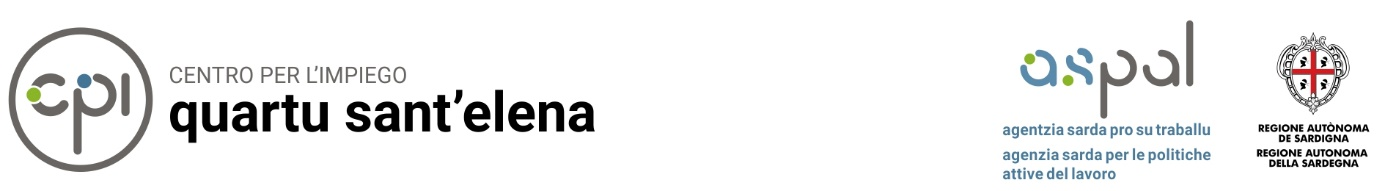 cpi
CENTRO PER L'IMPIEGO
quartu sant'elena
aspal
agentzia sarda pro su traballu
agenzia sarda per le politiche
attive del lavoro
REGIONE AUTÒNOMA
DE SARDIGNA
REGIONE AUTONOMA
DELLA SARDEGNA